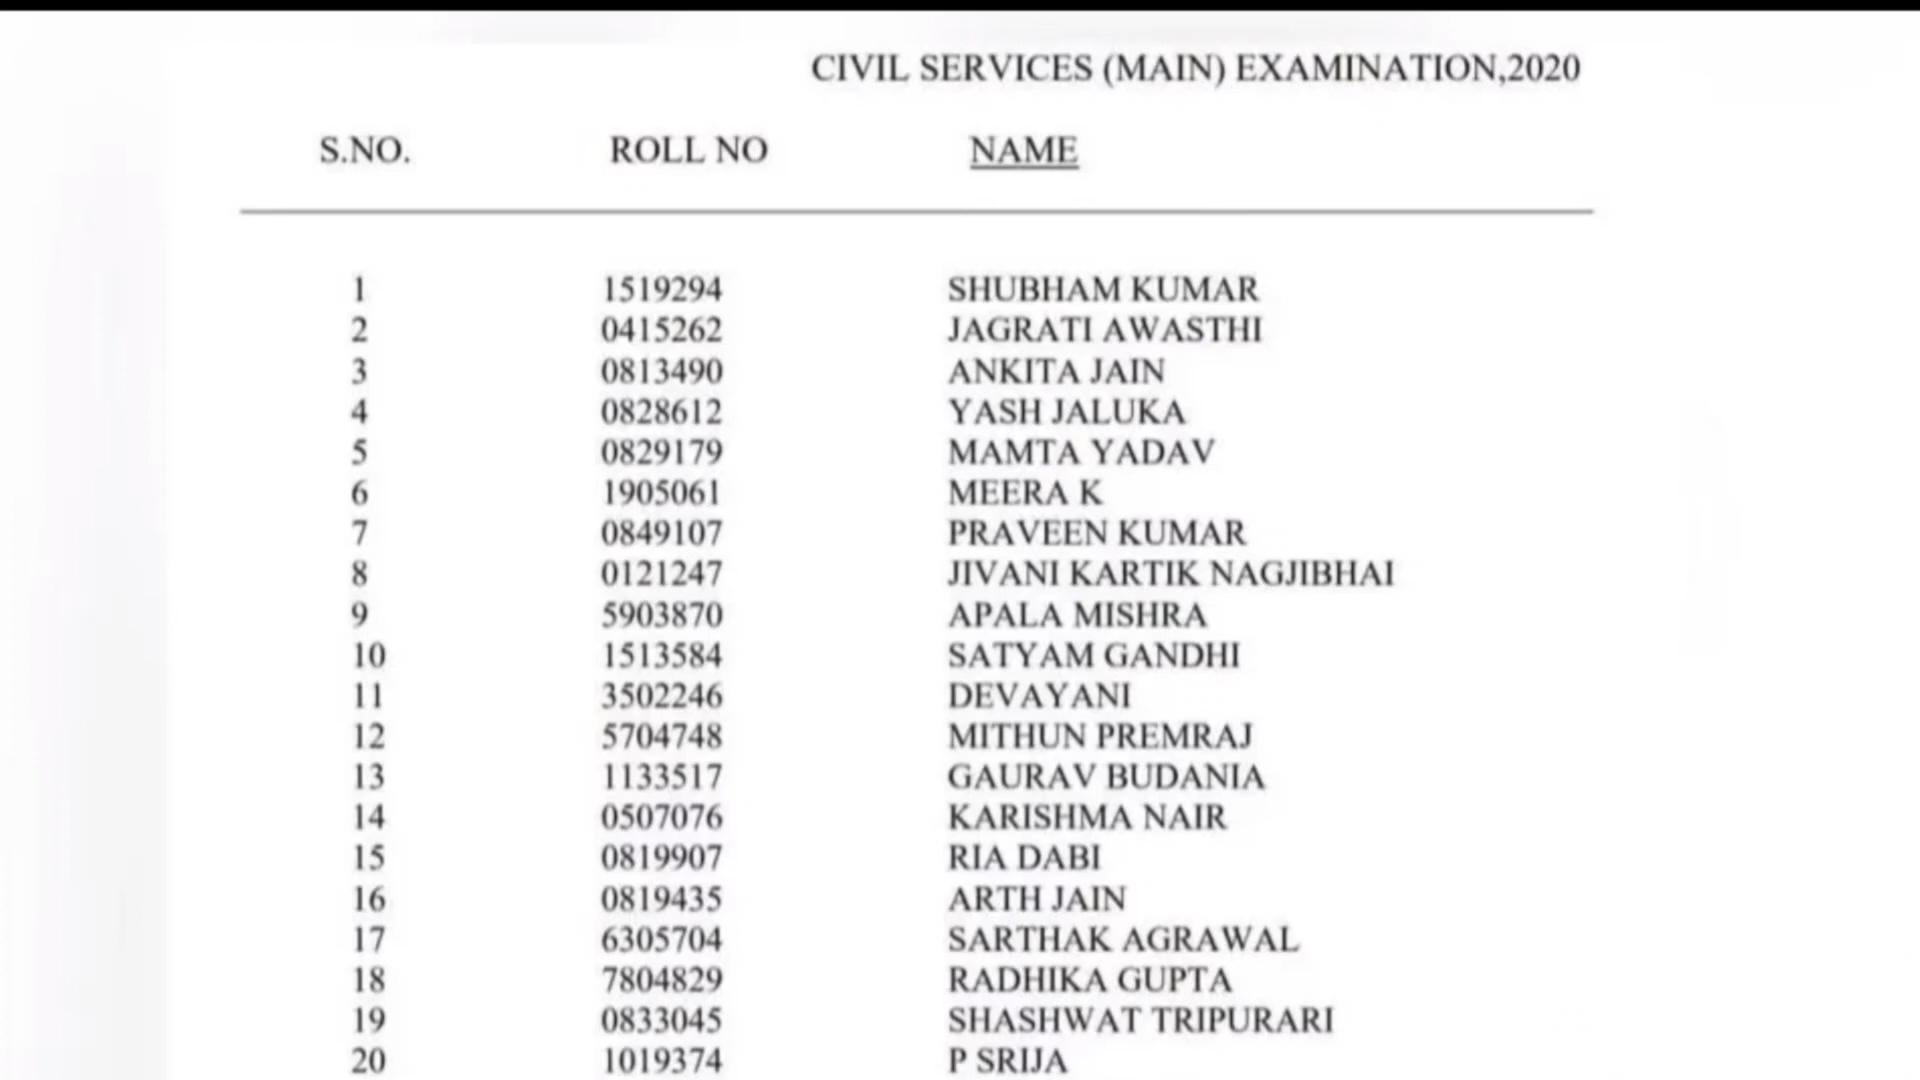 CIVIL SERVICES (MAIN) EXAMINATION,2020
S.NO. ROLL NO NAME
1 1519294 SHUBHAM KUMAR
2 0415262 JAGRATI AWASTHI
3 0813490 ANKITA JAIN
4 0828612 YASH JALUKA
5 0829179 MAMTA YADAV
6 1905061 MEERA K
7 0849107 PRAVEEN KUMAR
8 0121247 JIVANI KARTIK NAGJIBHAI
9 5903870 APALA MISHRA
10 1513584 SATYAM GANDHI
11 3502246 DEVAYANI
12 5704748 MITHUN PREMRAJ
13 1133517 GAURAV BUDANIA
14 0507076 KARISHMA NAIR
15 0819907 RIA DABI
16 0819435 ARTH JAIN
17 6305704 SARTHAK AGRAWAL
18 7804829 RADHIKA GUPTA
19 0833045 SHASHWAT TRIPURARI
20 1019374 P SRIJA